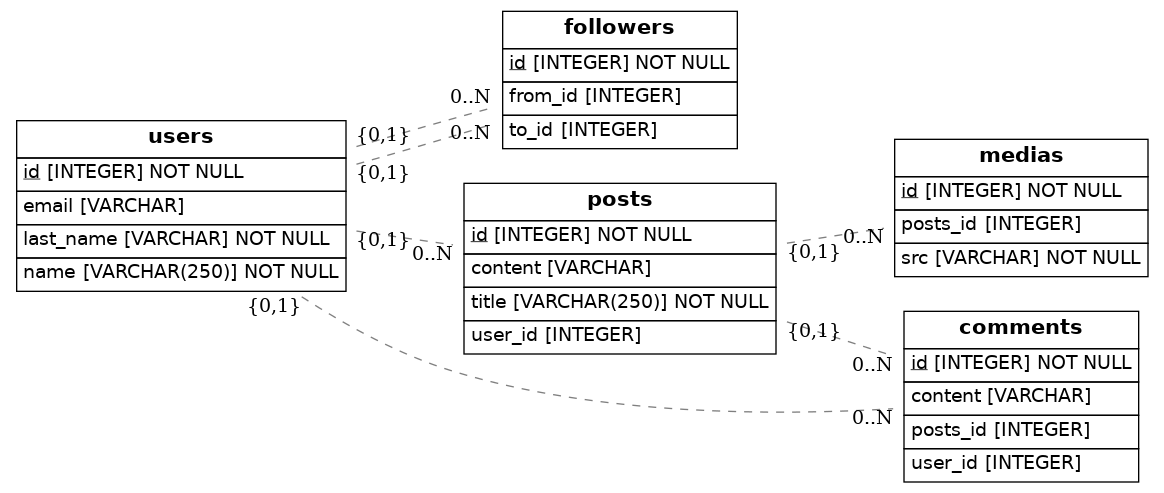 followers
id [INTEGER] NOT NULL
from_id [INTEGER]
to_id [INTEGER]
0..N
{0,1}
0..N
{0,1}
users
id [INTEGER] NOT NULL
email [VARCHAR]
last_name [VARCHAR] NOT NULL
name [VARCHAR(250)] NOT NULL
{0,1}
0..N
{0,1}
posts
id [INTEGER] NOT NULL
content [VARCHAR]
title [VARCHAR(250)] NOT NULL
user_id [INTEGER]
{0,1}
0..N
{0,1}
0..N
0..N
medias
id [INTEGER] NOT NULL
posts_id [INTEGER]
src [VARCHAR] NOT NULL
comments
id [INTEGER] NOT NULL
content [VARCHAR]
posts_id [INTEGER]
user_id [INTEGER]